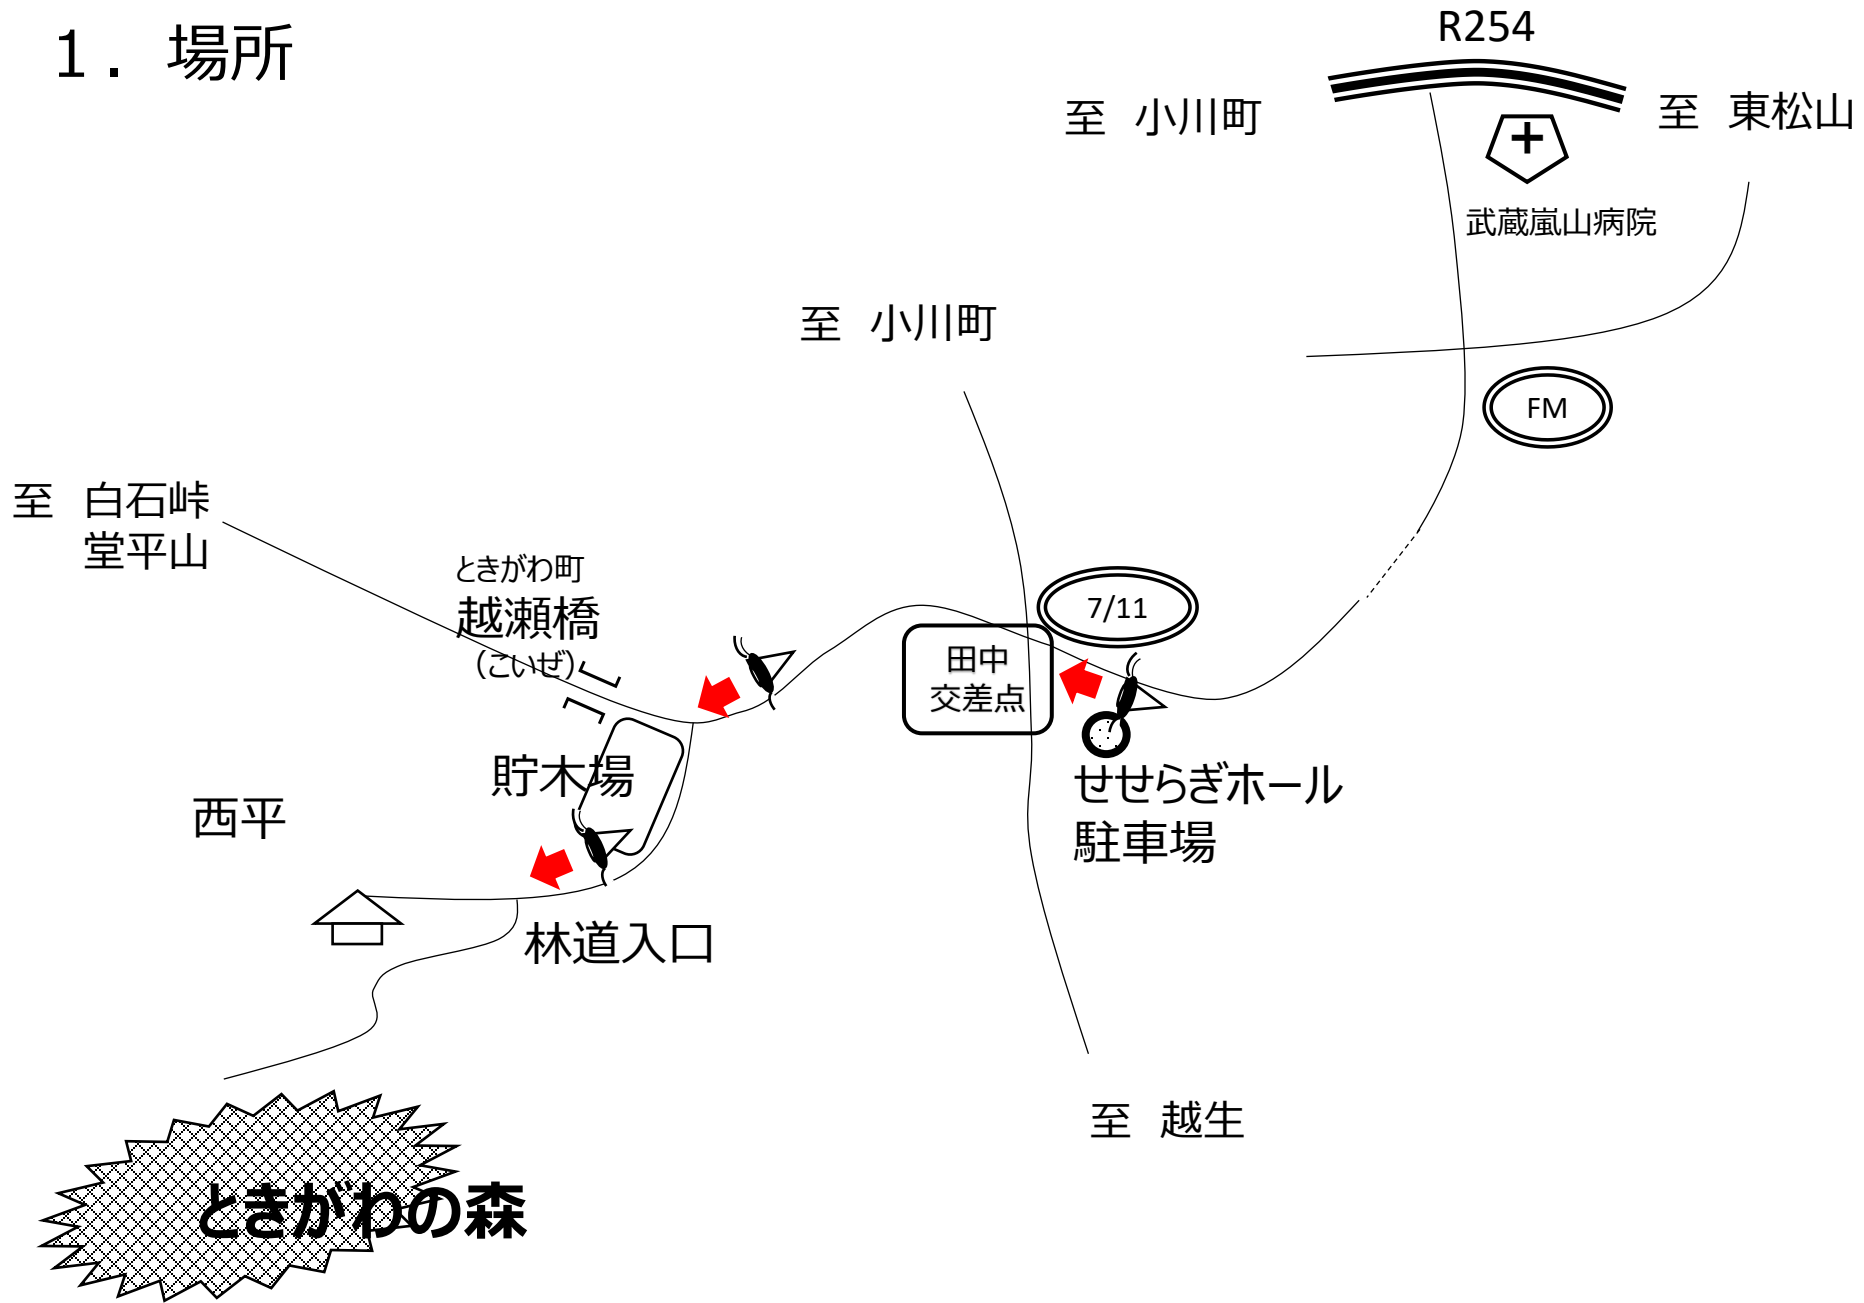 １．場所
R254
至　小川町
至　東松山
武蔵嵐山病院
至　小川町
FM
至　白石峠
堂平山
ときがわ町
越瀬橋
（こいぜ）
7/11
田中
交差点
貯木場
せせらぎホール
駐車場
西平
林道入口
至　越生
ときがわの森